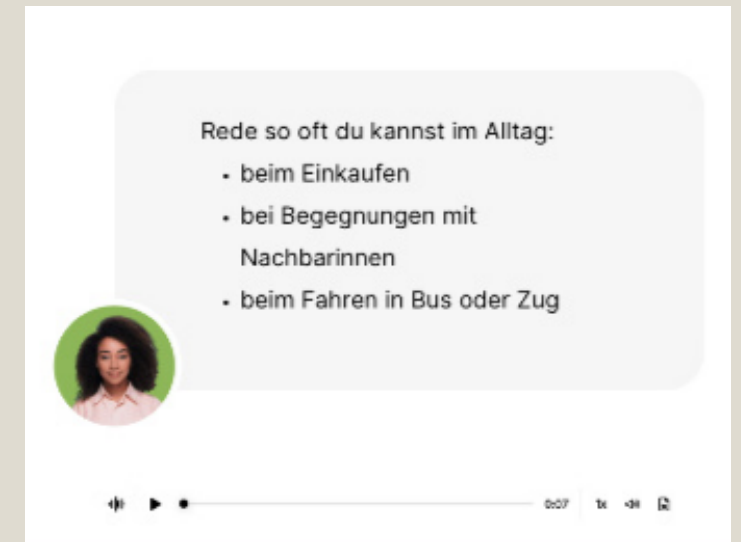 Rede so oft du kannst im Alltag:
• beim Einkaufen
• bei Begegnungen mit
Nachbarinnen
• beim Fahren in Bus oder Zug
0:07
1x